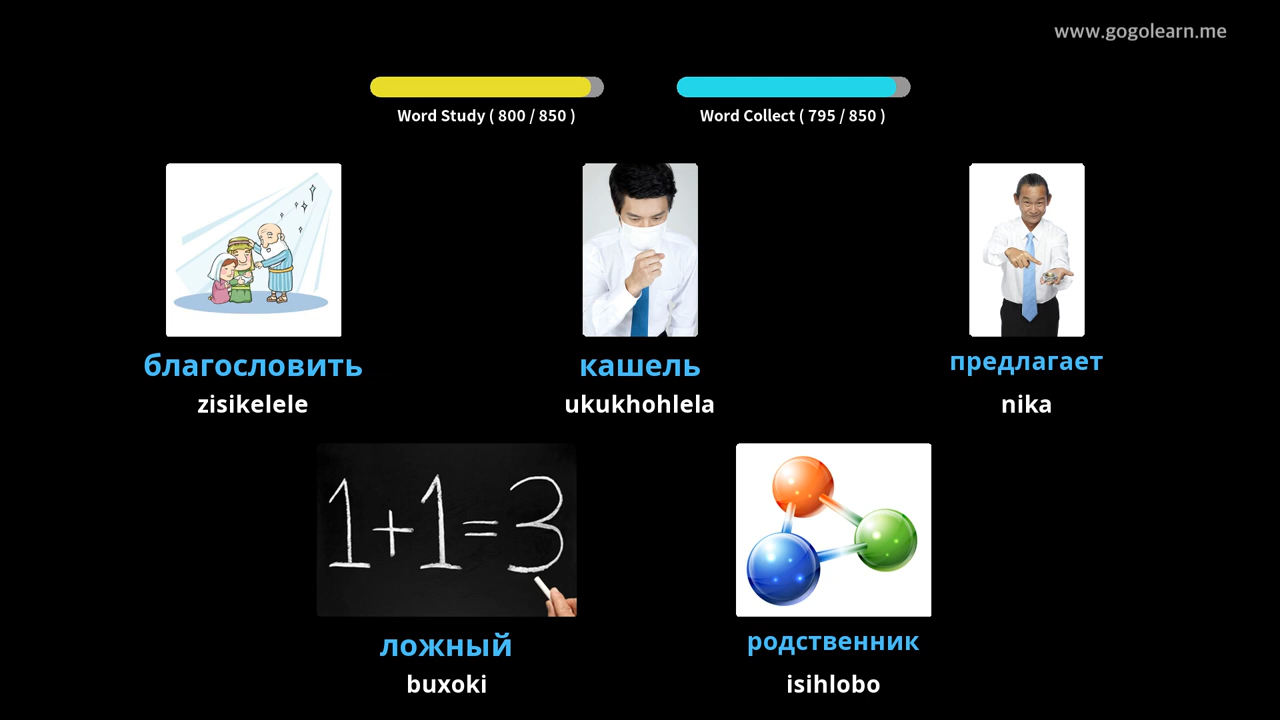 www.gogolearn.me
Word Study ( 800 / 850 )
Word Collect ( 795 / 850 )
благословить
zisikelele
кашель
ukukhohlela
предлагает
nika
1+1=3
ложный
buxoki
родственник
isihlobo